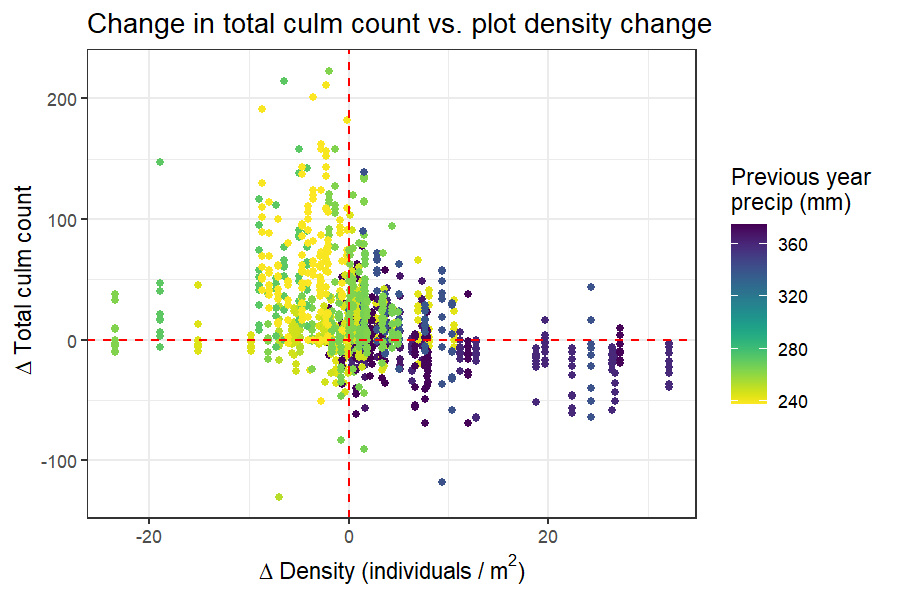 Change in total culm count vs. plot density change
200
100
0
-100
Δ Total culm count
-20
0
20
Δ Density (individuals / m²)
Previous year
precip (mm)
360
320
280
240